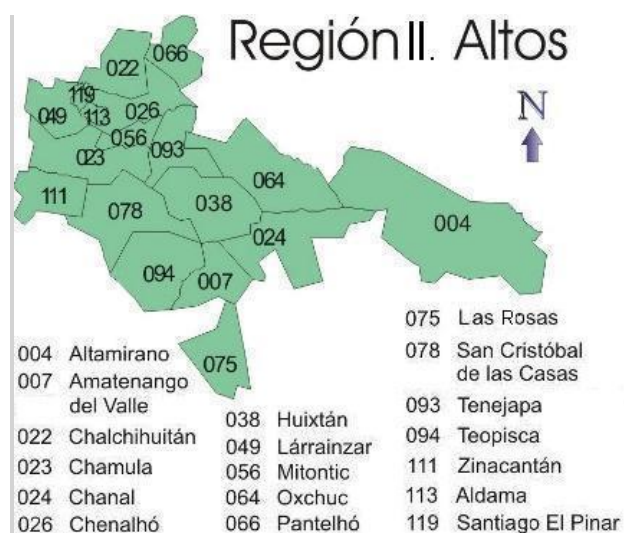 Región II. Altos
066
022
N
119
026
049
113
056
023
093
064
111
078
038
004
024
094
007
075
004 Altamirano
007 Amatenango
del Valle
022 Chalchihuitán
023 Chamula
024 Chanal
026 Chenalhó
038 Huixtán
049 Lárrainzar
056 Mitontic
064 Oxchuc
066 Pantelhó
075 Las Rosas
078 San Cristóbal
de las Casas
093 Tenejapa
094 Teopisca
111 Zinacantán
113 Aldama
119 Santiago El Pinar